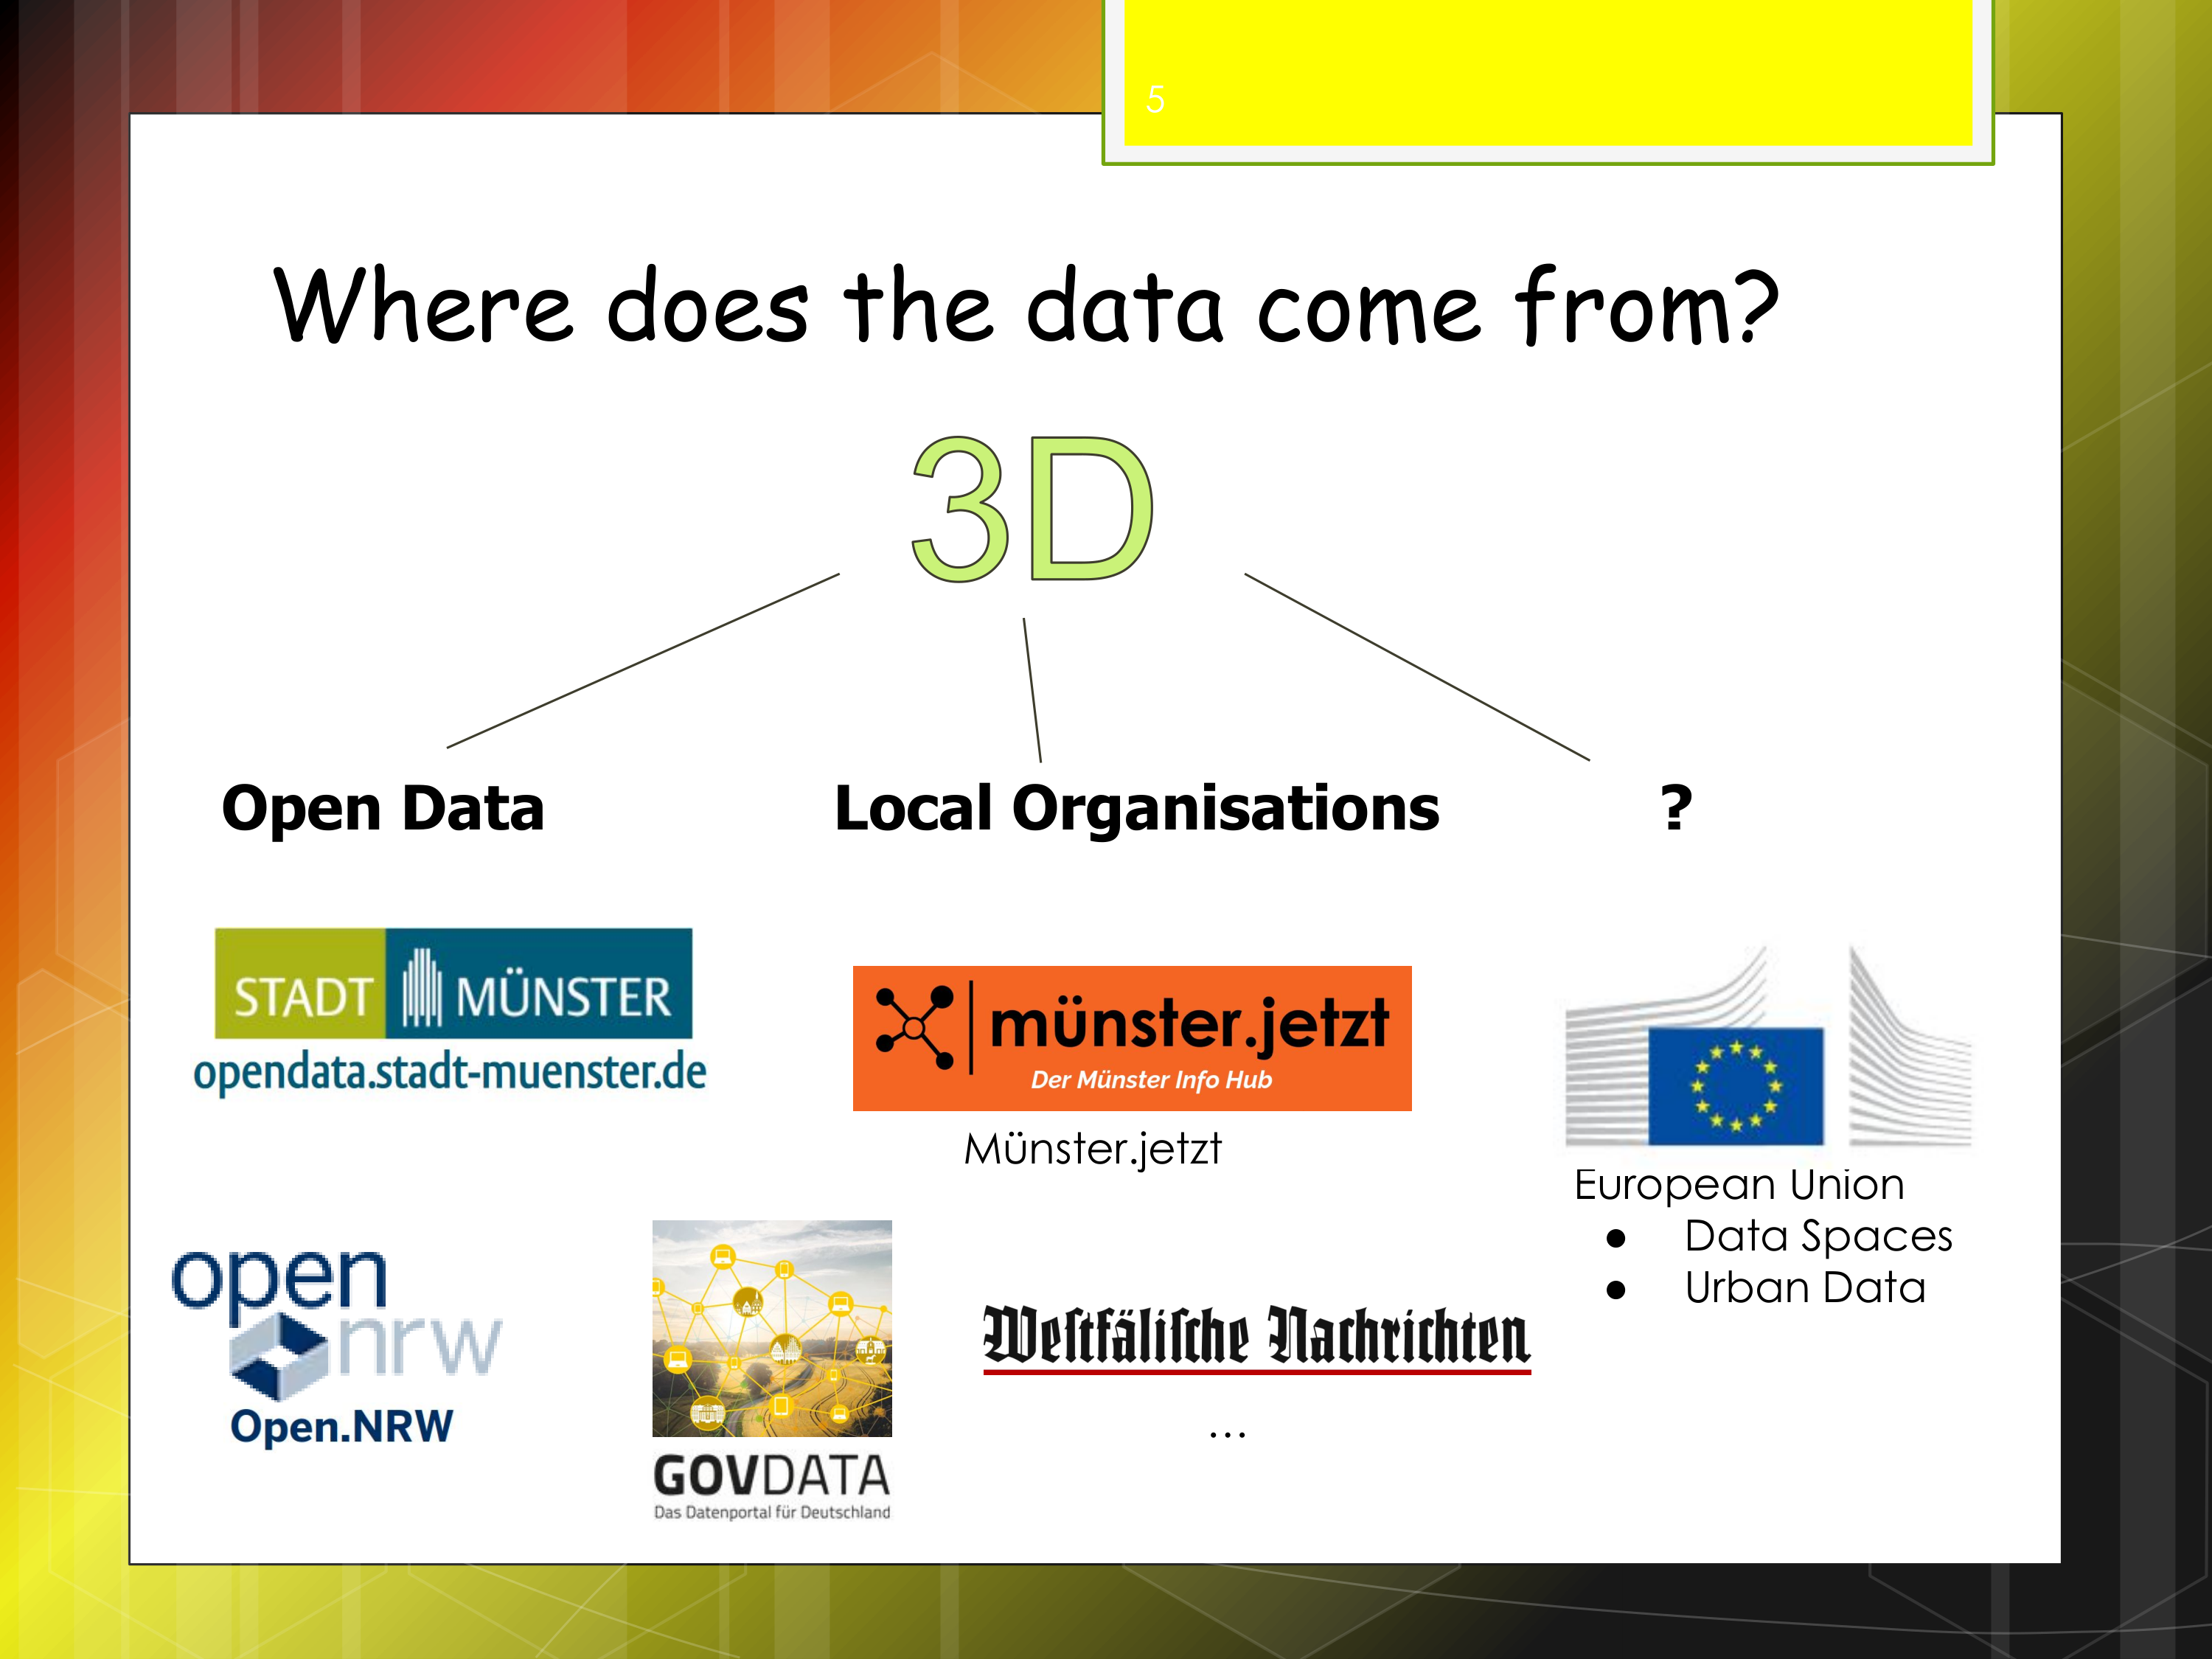 5
Where does the data come from?
3D
Open Data
Local Organisations
?
STADT MÜNSTER
opendata.stadt-muenster.de
münster.jetzt
Der Münster Info Hub
Münster.jetzt
European Union
● Data Spaces
● Urban Data
open
nrw
Open.NRW
GOVDATA
Das Datenportal für Deutschland
Weſtfäliſche Nachrichten
...